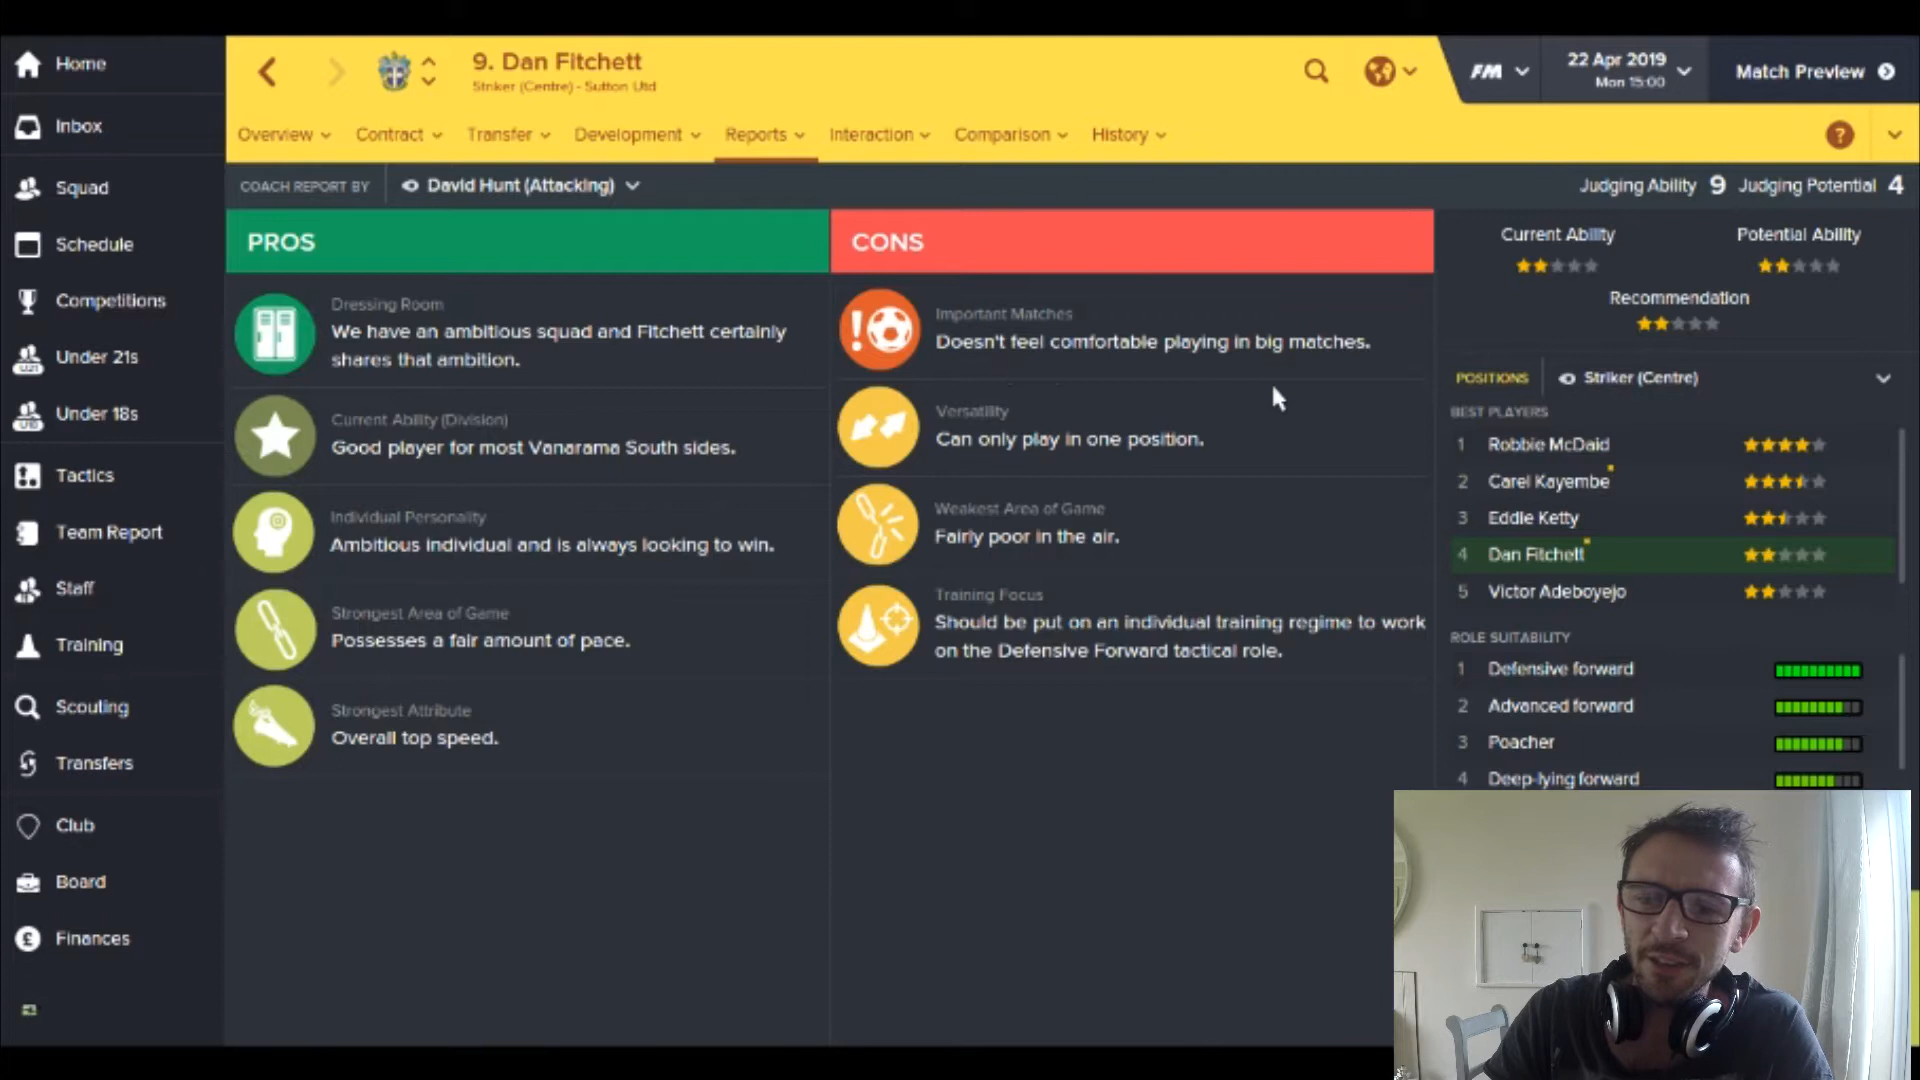 Home
Inbox
Squad
Schedule
Competitions
Under 21s
Under 18s
Tactics
Team Report
Staff
Training
Scouting
Transfers
Club
Board
Finances
9. Dan Fitchett
Striker (Centre) - Sutton Utd
FM
22 Apr 2019
Mon 15:00
Match Preview
Overview
Contract
Transfer
Development
Reports
Interaction
Comparison
History
?
COACH REPORT BY
David Hunt (Attacking)
Judging Ability 9 Judging Potential 4
PROS
Dressing Room
We have an ambitious squad and Fitchett certainly
shares that ambition.
Current Ability (Division)
Good player for most Vanarama South sides.
Individual Personality
Ambitious individual and is always looking to win.
Strongest Area of Game
Possesses a fair amount of pace.
Strongest Attribute
Overall top speed.
CONS
Important Matches
Doesn't feel comfortable playing in big matches.
Versatility
Can only play in one position.
Weakest Area of Game
Fairly poor in the air.
Training Focus
Should be put on an individual training regime to work
on the Defensive Forward tactical role.
Current Ability
Potential Ability
Recommendation
POSITIONS
Striker (Centre)
BEST PLAYERS
1 Robbie McDaid
2 Carel Kayembe
3 Eddie Ketty
4 Dan Fitchett
5 Victor Adeboyejo
ROLE SUITABILITY
1 Defensive forward
2 Advanced forward
3 Poacher
4 Deep-lying forward